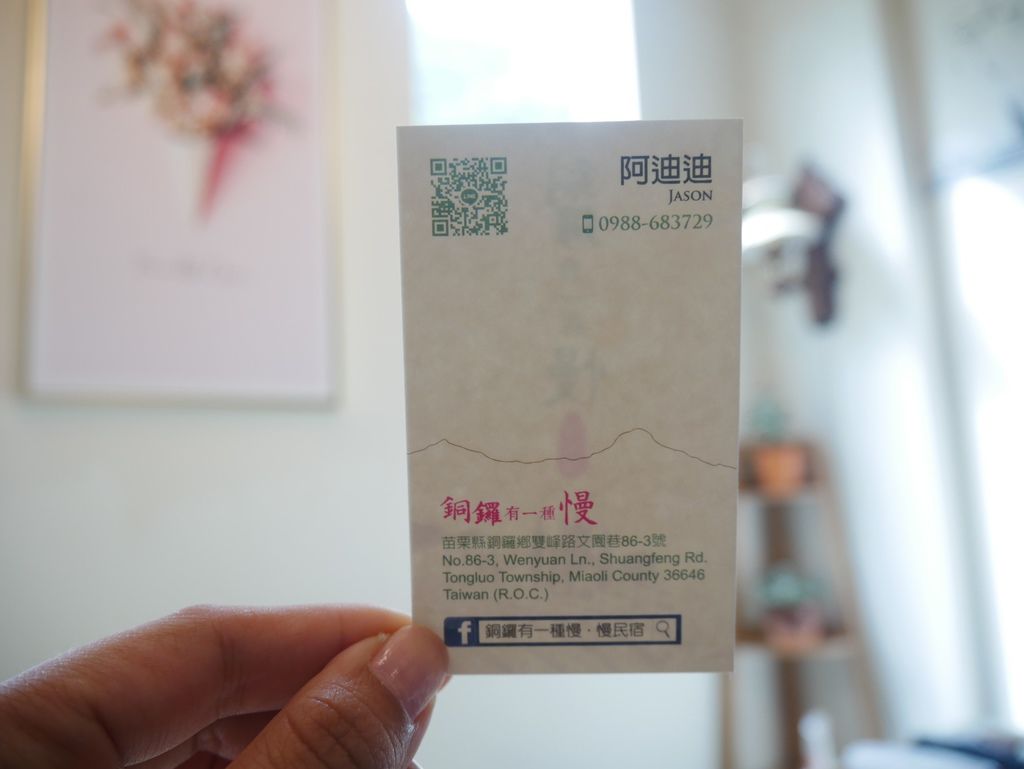 阿迪迪
JASON
0988-683729
銅鑼有一種慢
苗栗縣銅鑼鄉雙峰路文園巷86-3號
No.86-3, Wenyuan Ln., Shuangfeng Rd.
Tongluo Township, Miaoli County 36646
Taiwan (R.O.C.)
f 銅鑼有一種慢·慢民宿